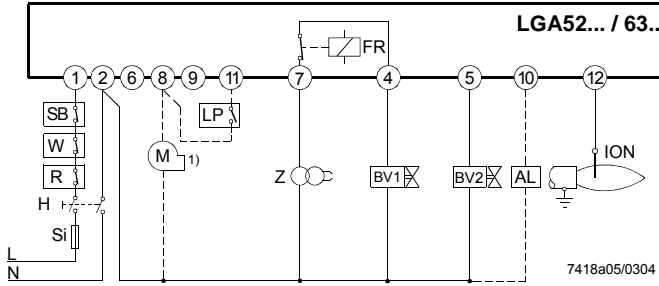 LGA52... / 63..
FR
1 2 6 8 9 11 7 4 5 10 12
SB
LP
W
M 1)
ION
R
Z
BV1
BV2
AL
H
Si
L
N
7418a05/0304